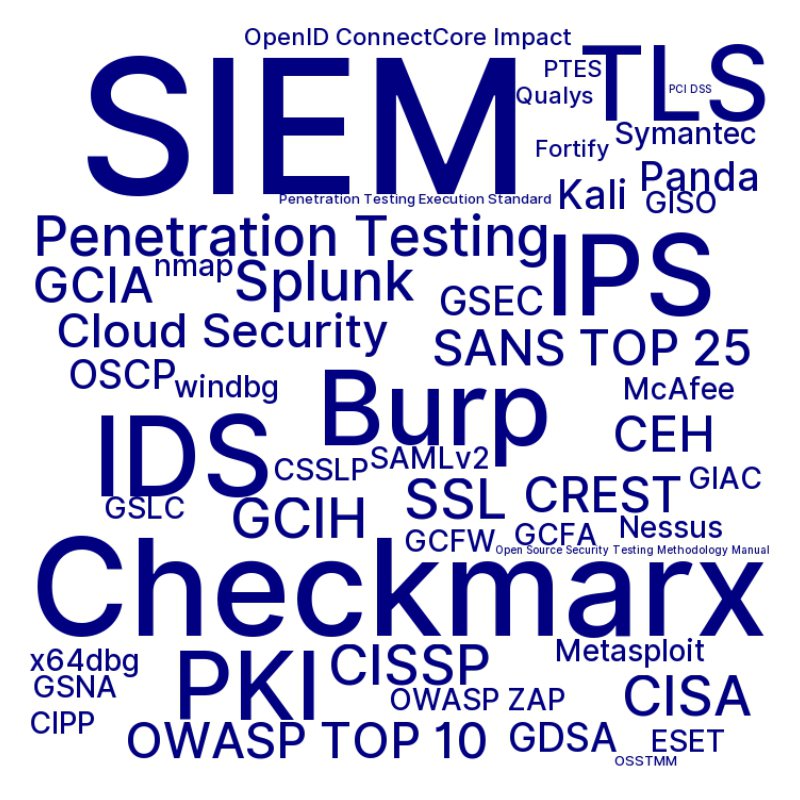 OpenID Connect
Core Impact
SIEM
TLS
PTES
PCI DSS
Qualys
Symantec
Fortify
Panda
Kali
GISO
Penetration Testing Execution Standard
Penetration Testing
IPS
nmap
GCIA
Splunk
GSEC
Cloud Security
SANS TOP 25
OSCP
windbg
Burp
McAfee
IDS
CEH
CSSLP
SAMLv2
GIAC
GSLC
SSL
CREST
GCIH
GCFW
GCFA
Nessus
Open Source Security Testing Methodology Manual
Checkmarx
x64dbg
Metasploit
PKI
CISSP
GSNA
OWASP ZAP
CISA
CIPP
OWASP TOP 10
GDSA
ESET
OSSTMM